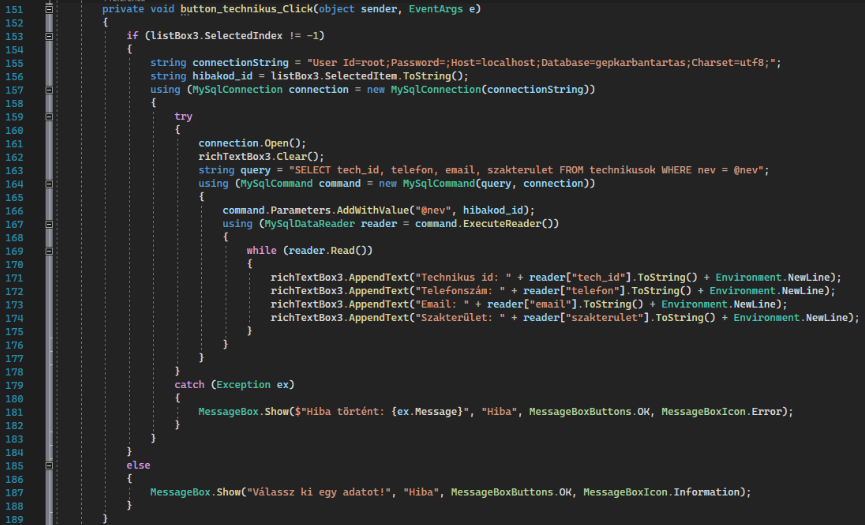 151 private void button_technikus_Click(object sender, EventArgs e)
152 {
153 if (listBox3.SelectedIndex != -1)
154 {
155 string connectionString = "User Id=root;Password=;Host=localhost;Database=gepkarbantartas;Charset=utf8;";
156 string hibakod_id = listBox3.SelectedItem.ToString();
157 using (MySqlConnection connection = new MySqlConnection(connectionString))
158 {
159 try
160 {
161 connection.Open();
162 richTextBox3.Clear();
163 string query = "SELECT tech_id, telefon, email, szakterulet FROM technikusok WHERE nev = @nev";
164 using (MySqlCommand command = new MySqlCommand(query, connection))
165 {
166 command.Parameters.AddWithValue("@nev", hibakod_id);
167 using (MySqlDataReader reader = command.ExecuteReader())
168 {
169 while (reader.Read())
170 {
171 richTextBox3.AppendText("Technikus id: " + reader["tech_id"].ToString() + Environment.NewLine);
172 richTextBox3.AppendText("Telefonszám: " + reader["telefon"].ToString() + Environment.NewLine);
173 richTextBox3.AppendText("Email: " + reader["email"].ToString() + Environment.NewLine);
174 richTextBox3.AppendText("Szakterület: " + reader["szakterulet"].ToString() + Environment.NewLine);
175 }
176 }
177 }
178 }
179 catch (Exception ex)
180 {
181 MessageBox.Show($"Hiba történt: {ex.Message}", "Hiba", MessageBoxButtons.OK, MessageBoxIcon.Error);
182 }
183 }
184 }
185 else
186 {
187 MessageBox.Show("Válassz ki egy adatot!", "Hiba", MessageBoxButtons.OK, MessageBoxIcon.Information);
188 }
189 }